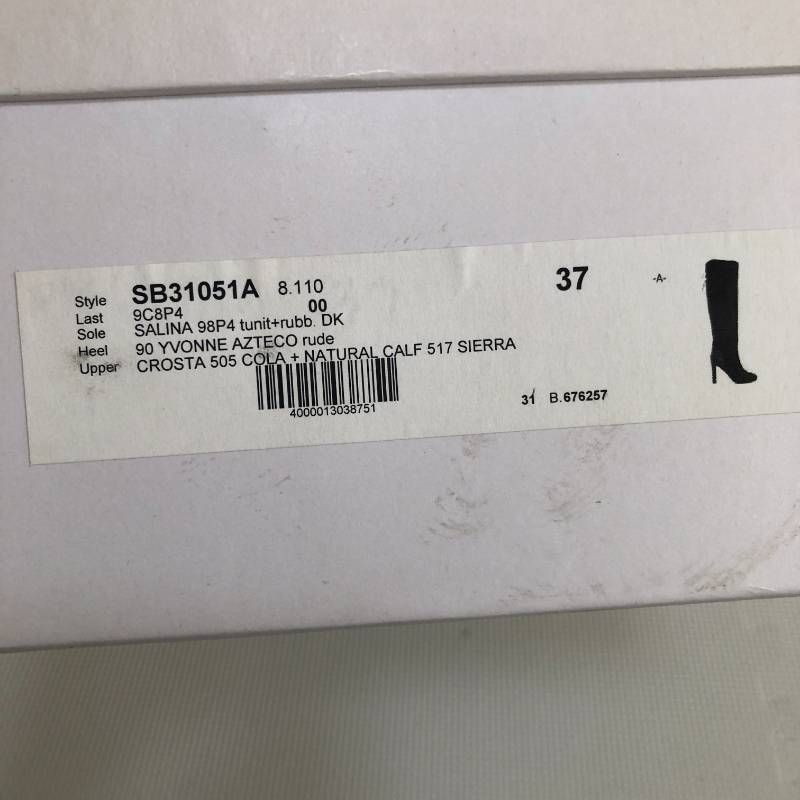 Style SB31051A 8.110 37 -A-
Last 9C8P4 00
Sole SALINA 98P4 tunit+rubb. DK
Heel 90 YVONNE AZTECO rude
Upper CROSTA 505 COLA + NATURAL CALF 517 SIERRA
4000013038751
31 B.676257